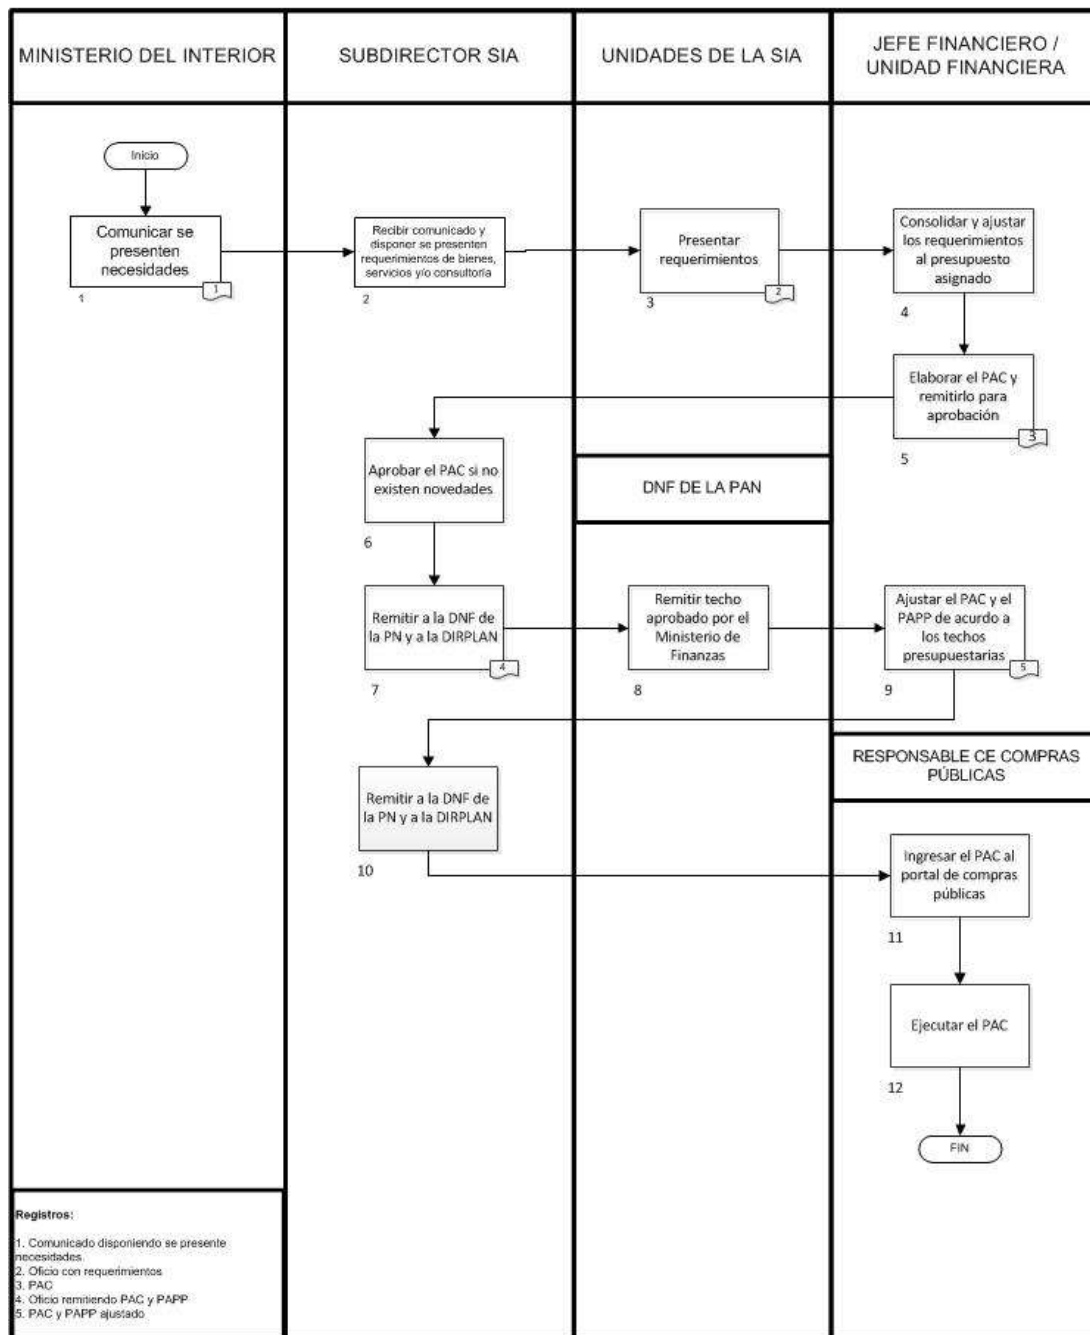 MINISTERIO DEL INTERIOR
SUBDIRECTOR SIA
UNIDADES DE LA SIA
JEFE FINANCIERO /
UNIDAD FINANCIERA
Inicio
Comunicar se
presenten
necesidades
1
1
Recibir comunicado y
disponer se presenten
requerimientos de bienes,
servicios y/o consultoría
2
Presentar
requerimientos
2
3
Consolidar y ajustar
los requerimientos
al presupuesto
asignado
4
Elaborar el PAC y
remitirlo para
aprobación
3
5
Aprobar el PAC si no
existen novedades
6
DNF DE LA PAN
Remitir a la DNF de
la PN y a la DIRPLAN
4
7
Remitir techo
aprobado por el
Ministerio de
Finanzas
8
Ajustar el PAC y el
PAPP de acurdo a
los techos
presupuestarias
5
9
Remitir a la DNF de
la PN y a la DIRPLAN
10
RESPONSABLE CE COMPRAS
PÚBLICAS
Ingresar el PAC al
portal de compras
públicas
11
Ejecutar el PAC
12
FIN
Registros:
1. Comunicado disponiendo se presente
necesidades.
2. Oficio con requerimientos
3. PAC
4. Oficio remitiendo PAC y PAPP
5. PAC y PAPP ajustado